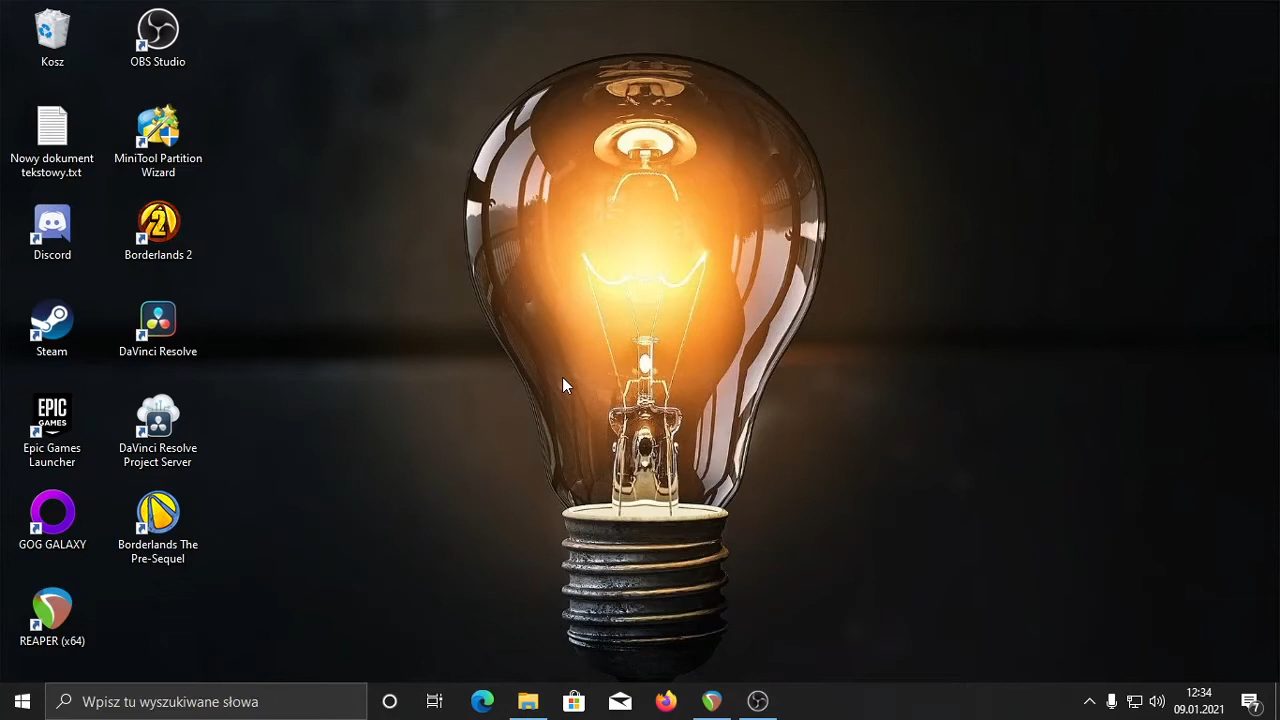 Kosz
OBS Studio
Nowy dokument
tekstowy.txt
MiniTool Partition
Wizard
Discord
2
Borderlands 2
Steam
DaVinci Resolve
EPIC
GAMES
Epic Games
Launcher
DaVinci Resolve
Project Server
GOG GALAXY
Borderlands The
Pre-Sequel
REAPER (x64)
Wpisz tu wyszukiwane słowa
12:34
09.01.2021
7